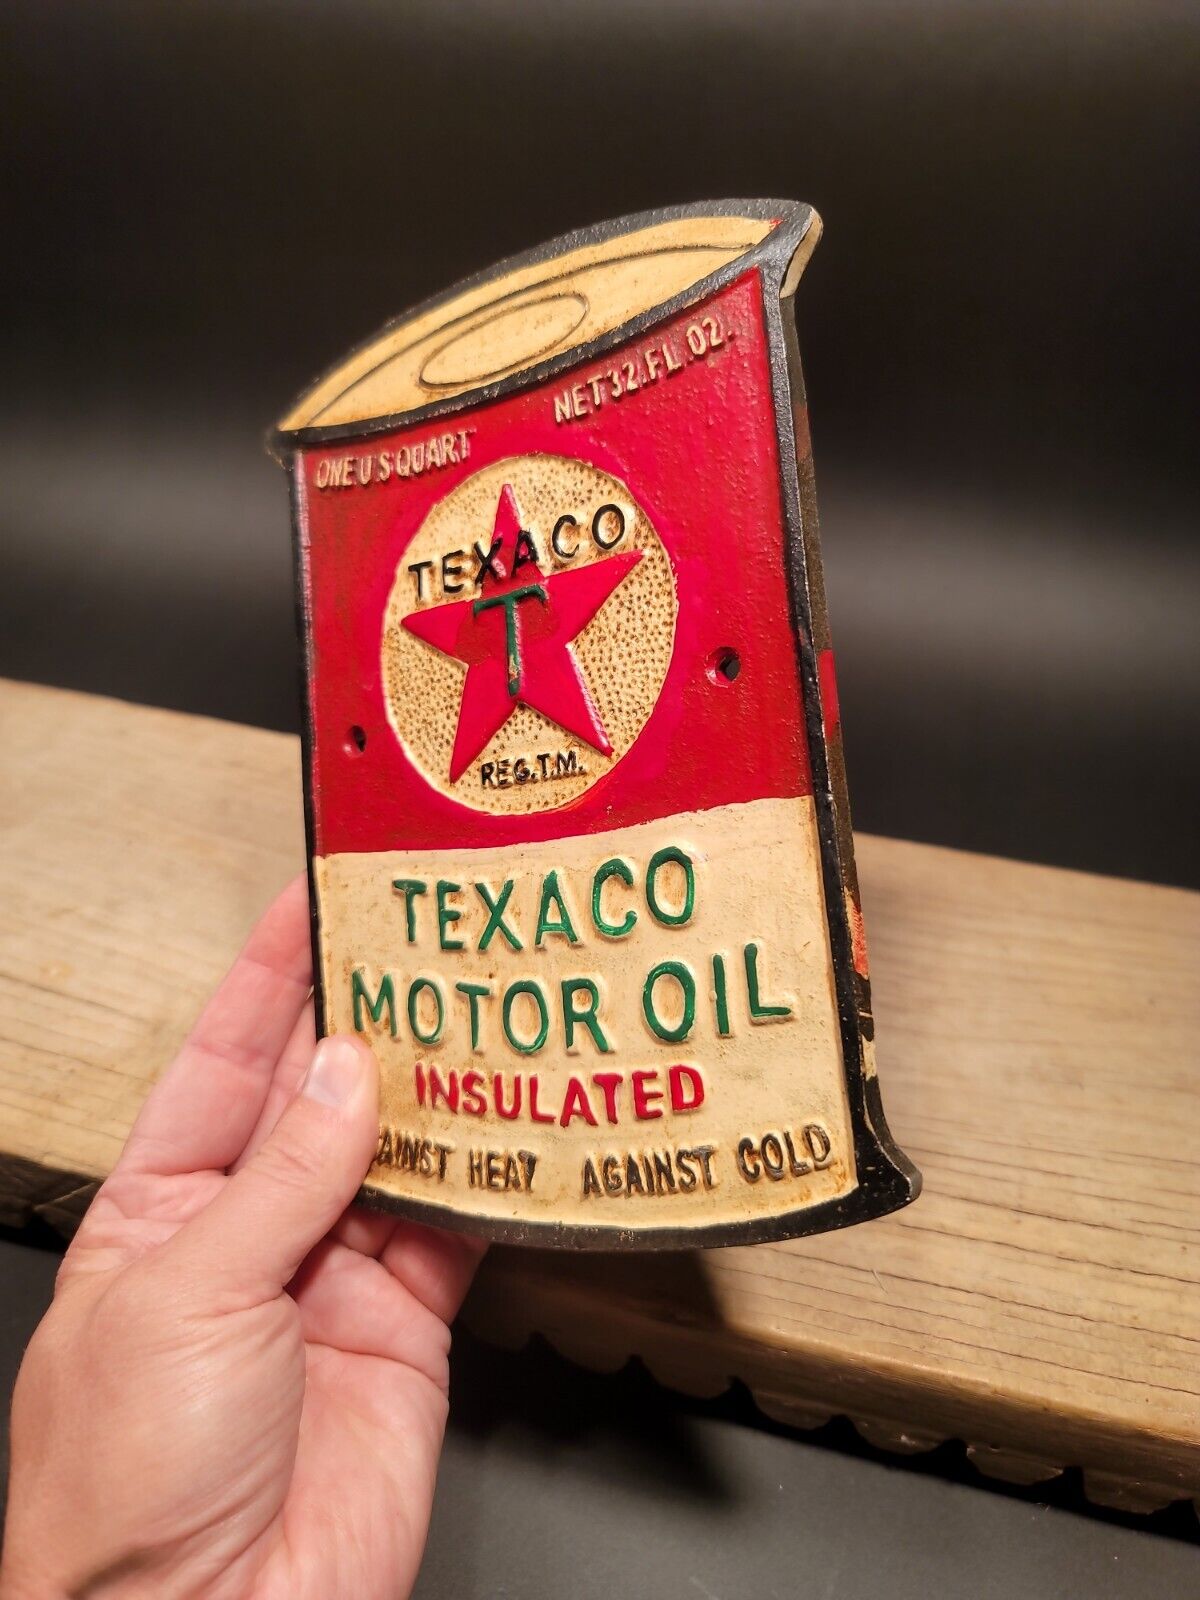 ONE U S QUART NET 32.FL.OZ.
TEXACO
T
REG.T.M.
TEXACO
MOTOR OIL
INSULATED
AINST HEAT AGAINST COLD